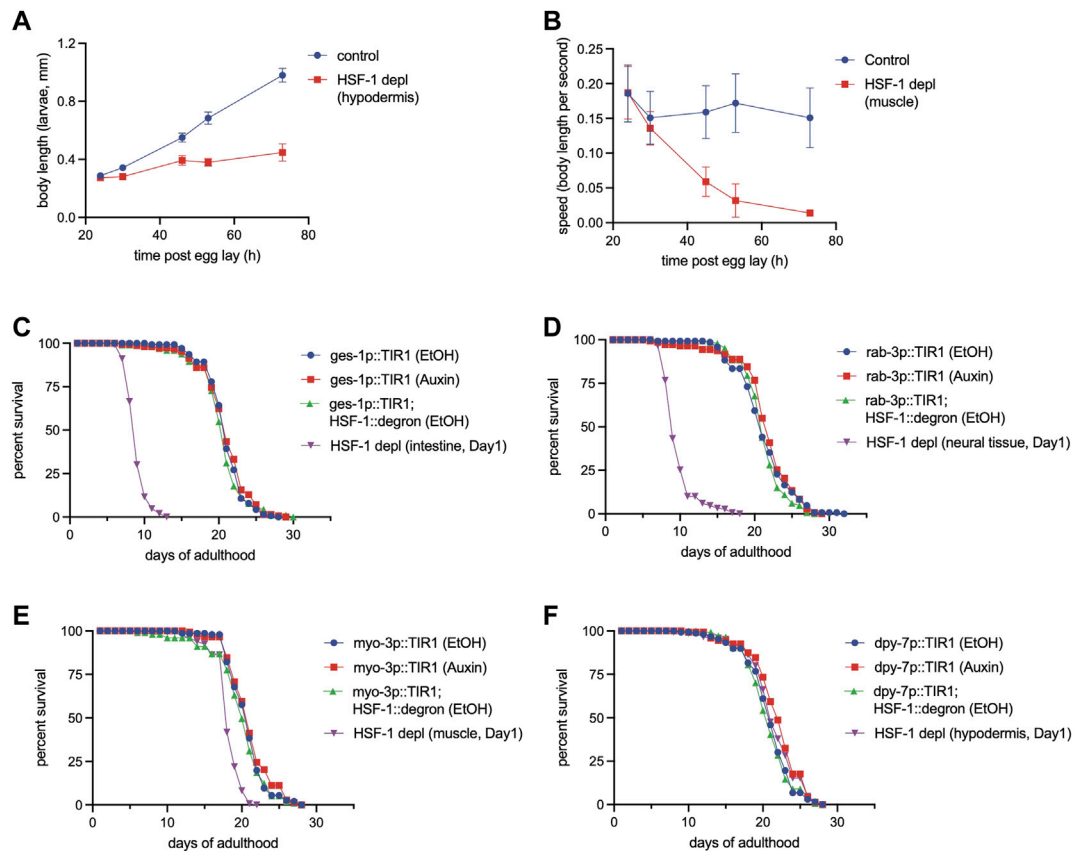 A
body length (larvae, mm)
1.2
0.8
0.4
0.0
20
40
60
80
time post egg lay (h)
control
HSF-1 depl
(hypodermis)
B
speed (body length per second)
0.25
0.20
0.15
0.10
0.05
0.00
20
40
60
80
time post egg lay (h)
Control
HSF-1 depl
(muscle)
C
percent survival
100
75
50
25
0
0
10
20
30
days of adulthood
ges-1p::TIR1 (EtOH)
ges-1p::TIR1 (Auxin)
ges-1p::TIR1;
HSF-1::degron (EtOH)
HSF-1 depl (intestine, Day1)
D
percent survival
100
75
50
25
0
0
10
20
30
days of adulthood
rab-3p::TIR1 (EtOH)
rab-3p::TIR1 (Auxin)
rab-3p::TIR1;
HSF-1::degron (EtOH)
HSF-1 depl (neural tissue, Day1)
E
percent survival
100
75
50
25
0
0
10
20
30
days of adulthood
myo-3p::TIR1 (EtOH)
myo-3p::TIR1 (Auxin)
myo-3p::TIR1;
HSF-1::degron (EtOH)
HSF-1 depl (muscle, Day1)
F
percent survival
100
75
50
25
0
0
10
20
30
days of adulthood
dpy-7p::TIR1 (EtOH)
dpy-7p::TIR1 (Auxin)
dpy-7p::TIR1;
HSF-1::degron (EtOH)
HSF-1 depl (hypodermis, Day1)